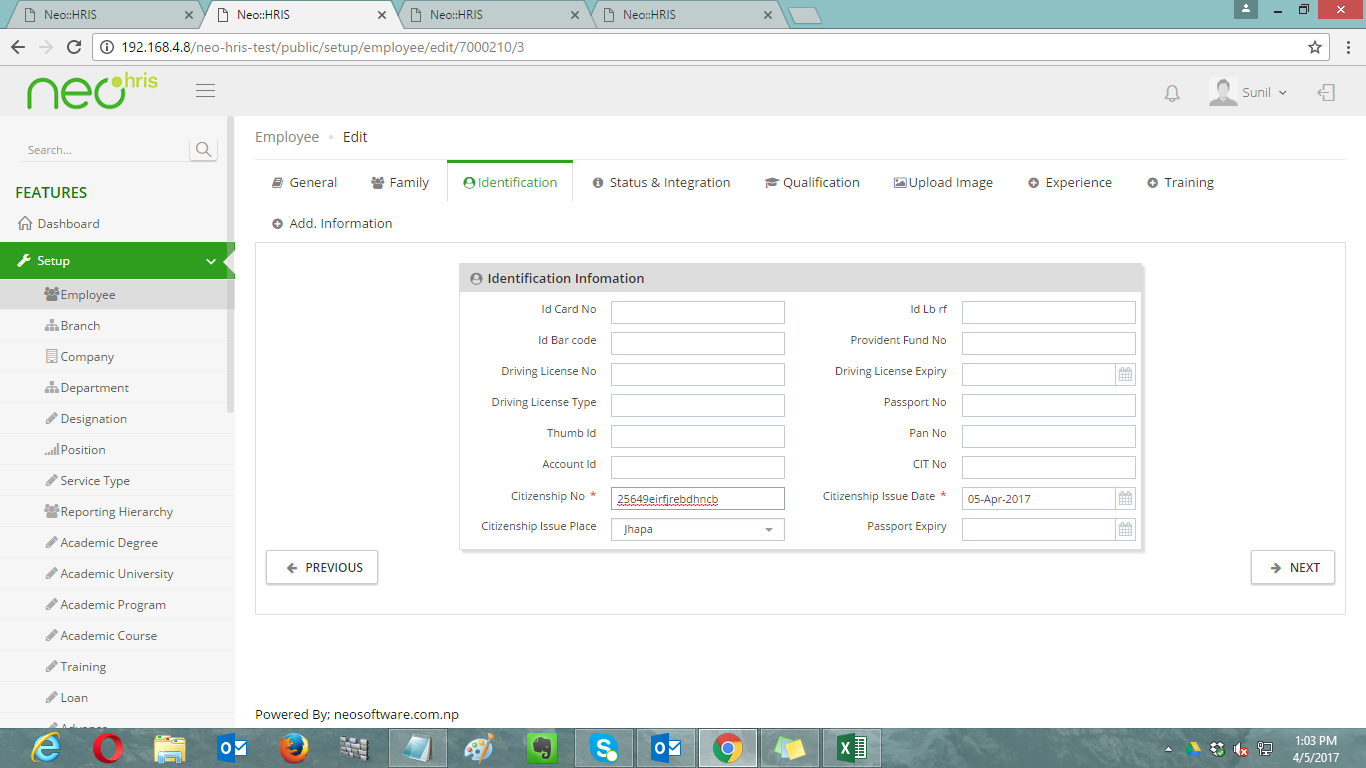 Neo::HRIS Neo::HRIS Neo::HRIS Neo::HRIS
192.168.4.8/neo-hris-test/public/setup/employee/edit/7000210/3
neo hris
Sunil
Search...
FEATURES
Dashboard
Setup
Employee
Branch
Company
Department
Designation
Position
Service Type
Reporting Hierarchy
Academic Degree
Academic University
Academic Program
Academic Course
Training
Loan
Advance
Employee • Edit
General Family Identification Status & Integration Qualification Upload Image Experience Training
Add. Information
Identification Infomation
Id Card No Id Lb rf
Id Bar code Provident Fund No
Driving License No Driving License Expiry
Driving License Type Passport No
Thumb Id Pan No
Account Id CIT No
Citizenship No * 25649eirfjrebdhncb Citizenship Issue Date * 05-Apr-2017
Citizenship Issue Place Jhapa Passport Expiry
PREVIOUS NEXT
Powered By; neosoftware.com.np
1:03 PM
4/5/2017